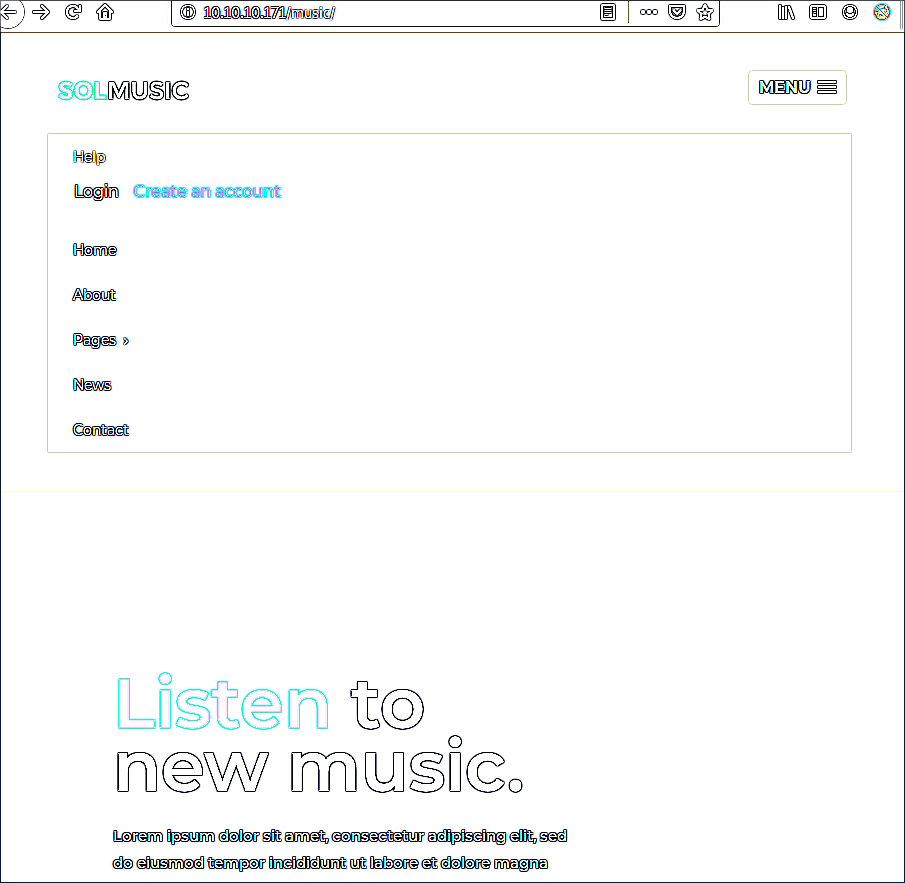 10.10.10.171/music/
SOLMUSIC
MENU
Help
Login Create an account
Home
About
Pages ›
News
Contact
Listen to
new music.
Lorem ipsum dolor sit amet, consectetur adipiscing elit, sed
do eiusmod tempor incididunt ut labore et dolore magna